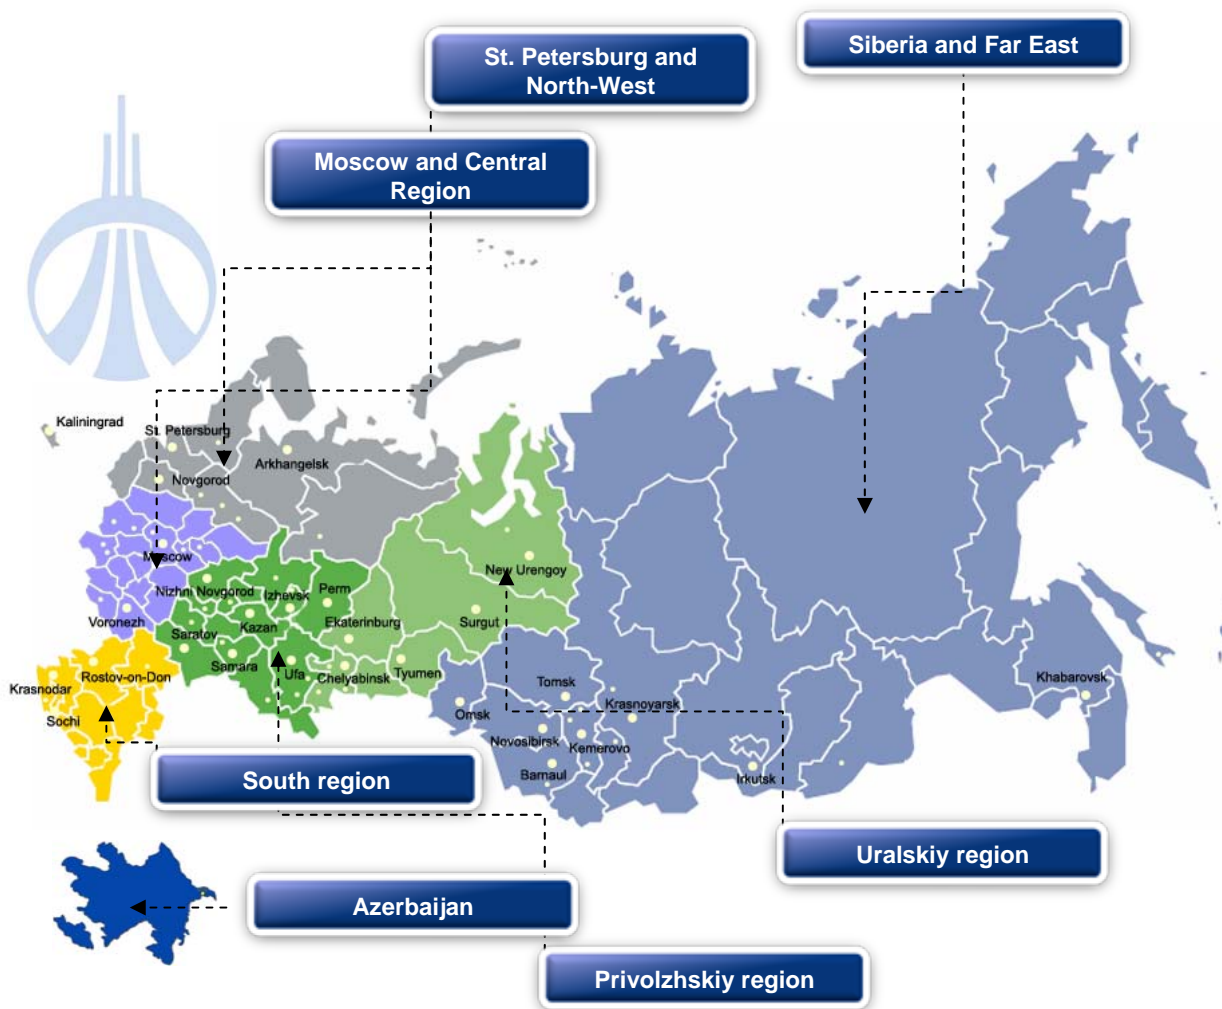 St. Petersburg and
North-West
Siberia and Far East
Moscow and Central
Region
Kaliningrad
St. Petersburg
Arkhangelsk
Novgorod
Moscow
New Urengoy
Nizhni Novgorod
Izhevsk
Perm
Voronezh
Kazan
Ekaterinburg
Surgut
Saratov
Samara
Ufa
Chelyabinsk
Tyumen
Rostov-on-Don
Krasnodar
Sochi
Khabarovsk
Tomsk
Omsk
Krasnoyarsk
Novosibirsk
Kemerovo
Barnaul
Irkutsk
South region
Uralskiy region
Azerbaijan
Privolzhskiy region